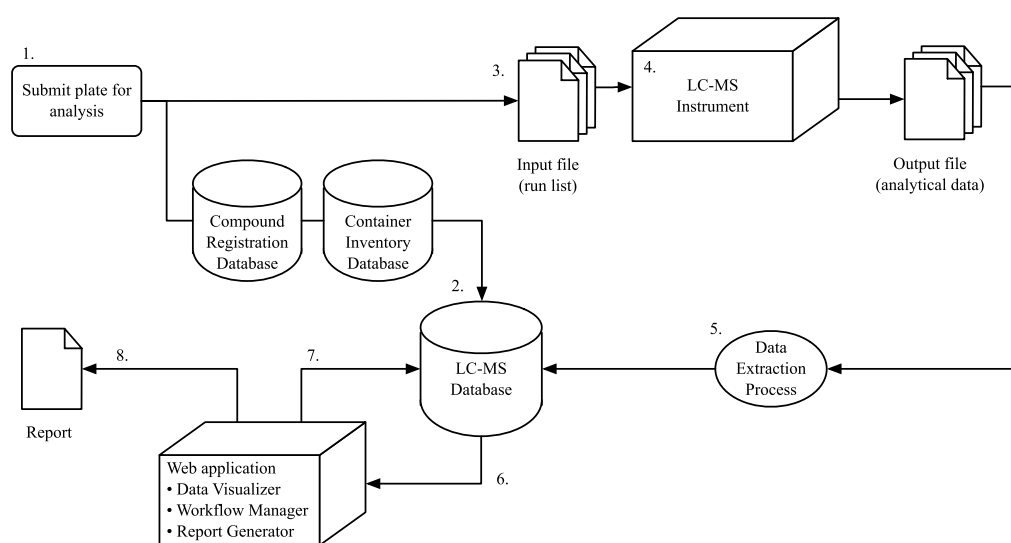 1.
Submit plate for
analysis
3.
Input file
(run list)
4.
LC-MS
Instrument
Output file
(analytical data)
Compound
Registration
Database
Container
Inventory
Database
2.
LC-MS
Database
5.
Data
Extraction
Process
8.
7.
Report
6.
Web application
• Data Visualizer
• Workflow Manager
• Report Generator